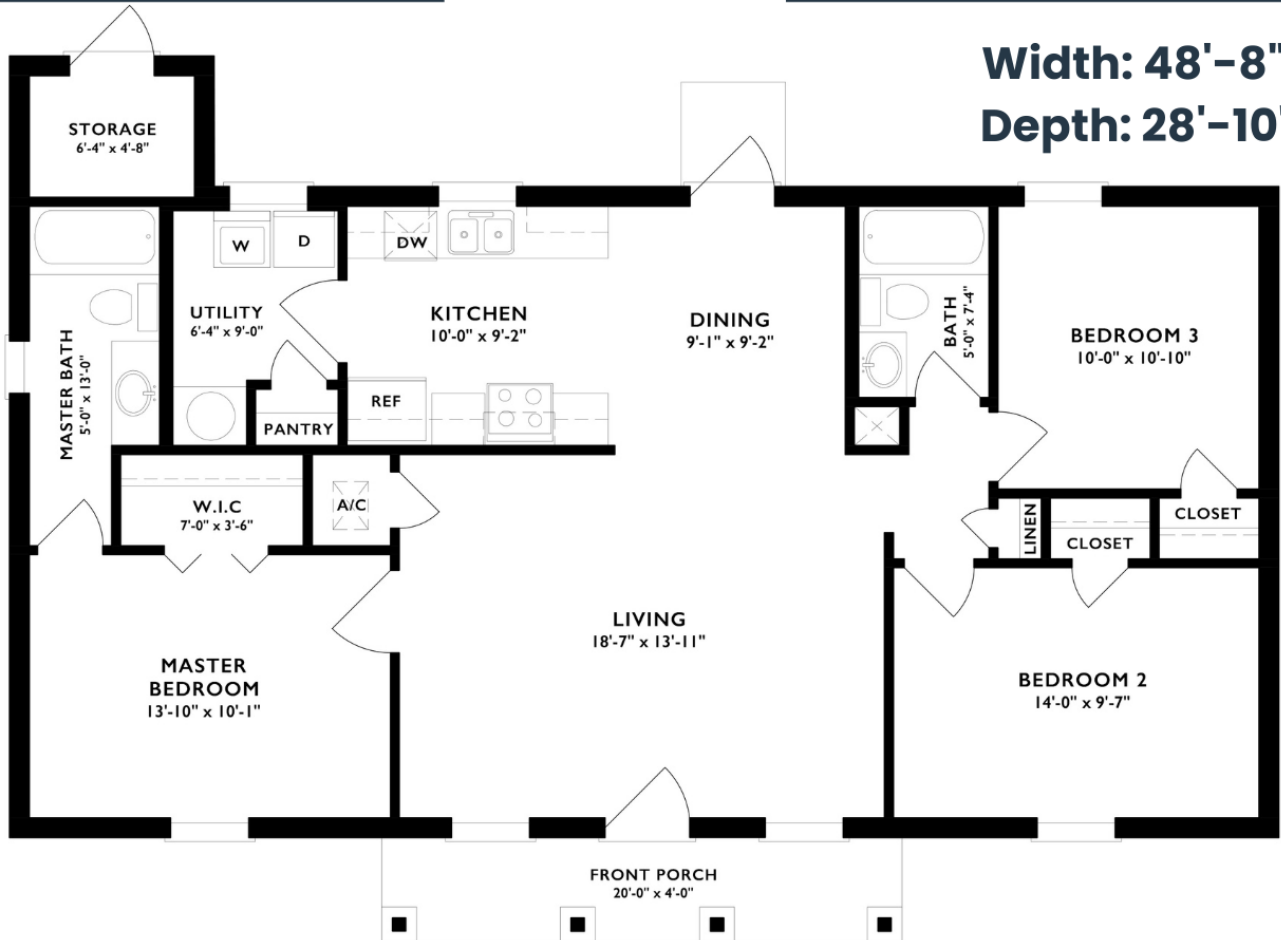 Width: 48'-8"
Depth: 28'-10'
STORAGE
6'-4" x 4'-8"
W
D
DW
UTILITY
6'-4" x 9'-0"
KITCHEN
10'-0" x 9'-2"
DINING
9'-1" x 9'-2"
BATH
5'-0" x 7'-4"
BEDROOM 3
10'-0" x 10'-10"
MASTER BATH
5'-0" x 13'-0"
REF
PANTRY
W.I.C
7'-0" x 3'-6"
A/C
LINEN
CLOSET
CLOSET
LIVING
18'-7" x 13'-11"
MASTER
BEDROOM
13'-10" x 10'-1"
BEDROOM 2
14'-0" x 9'-7"
FRONT PORCH
20'-0" x 4'-0"